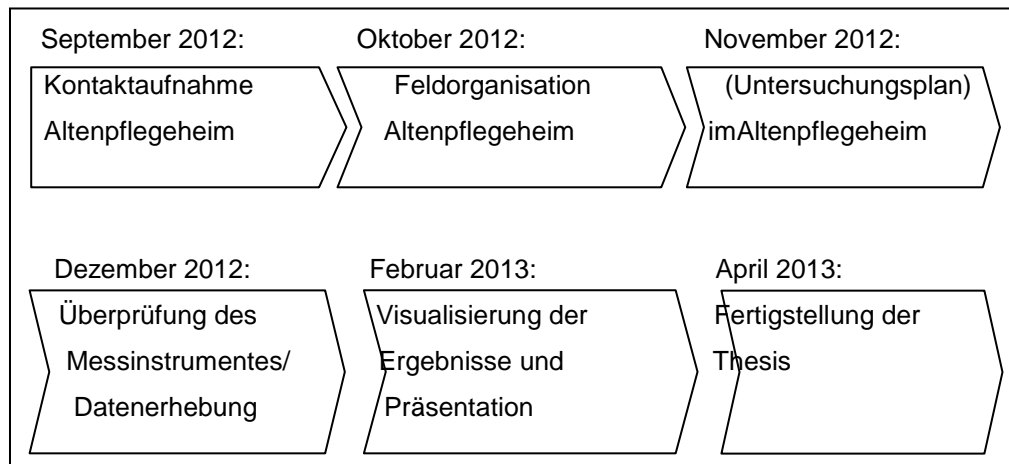 September 2012:
Kontaktaufnahme
Altenpflegeheim
Oktober 2012:
Feldorganisation
Altenpflegeheim
November 2012:
(Untersuchungsplan)
imAltenpflegeheim
Dezember 2012:
Überprüfung des
Messinstrumentes/
Datenerhebung
Februar 2013:
Visualisierung der
Ergebnisse und
Präsentation
April 2013:
Fertigstellung der
Thesis